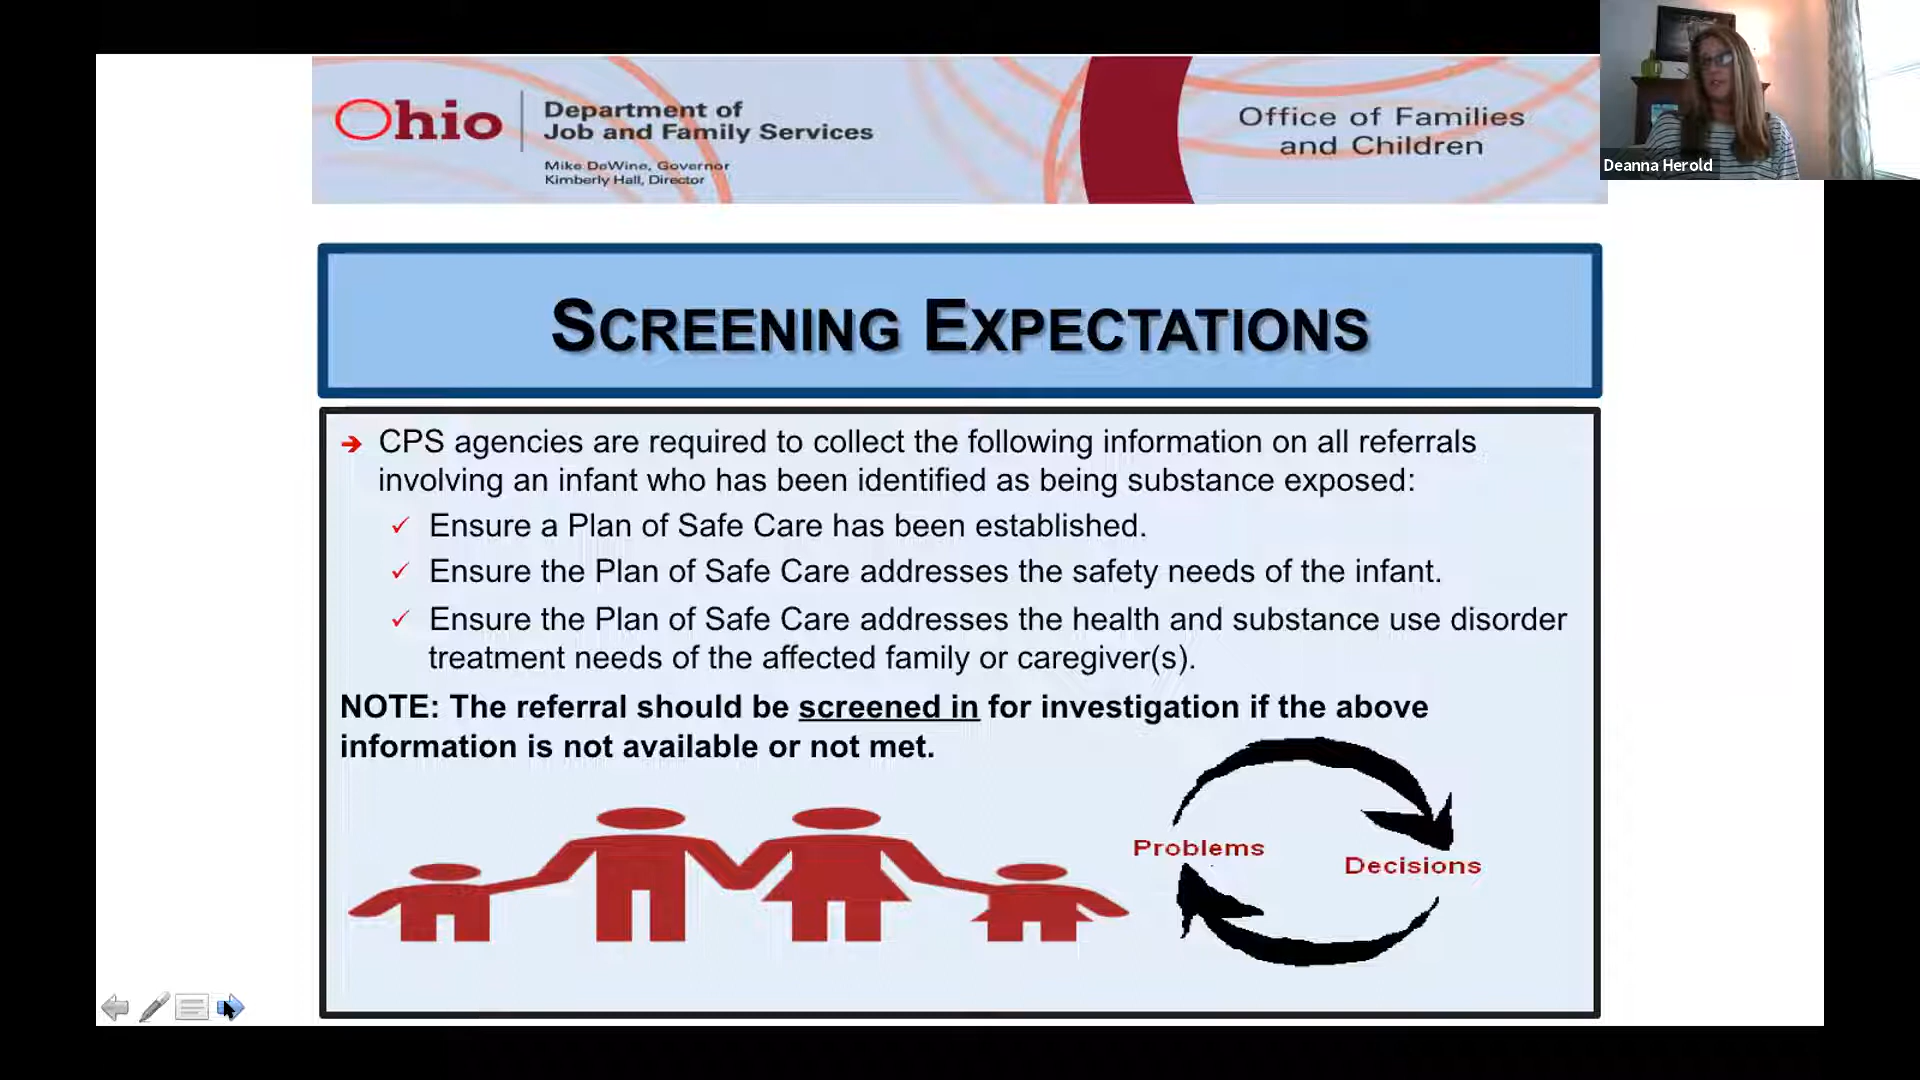 Ohio
Department of
Job and Family Services
Mike DeWine, Governor
Kimberly Hall, Director
Office of Families
and Children
Deanna Herold
SCREENING EXPECTATIONS
CPS agencies are required to collect the following information on all referrals
involving an infant who has been identified as being substance exposed:
Ensure a Plan of Safe Care has been established.
Ensure the Plan of Safe Care addresses the safety needs of the infant.
Ensure the Plan of Safe Care addresses the health and substance use disorder
treatment needs of the affected family or caregiver(s).
NOTE: The referral should be screened in for investigation if the above
information is not available or not met.
Problems
Decisions